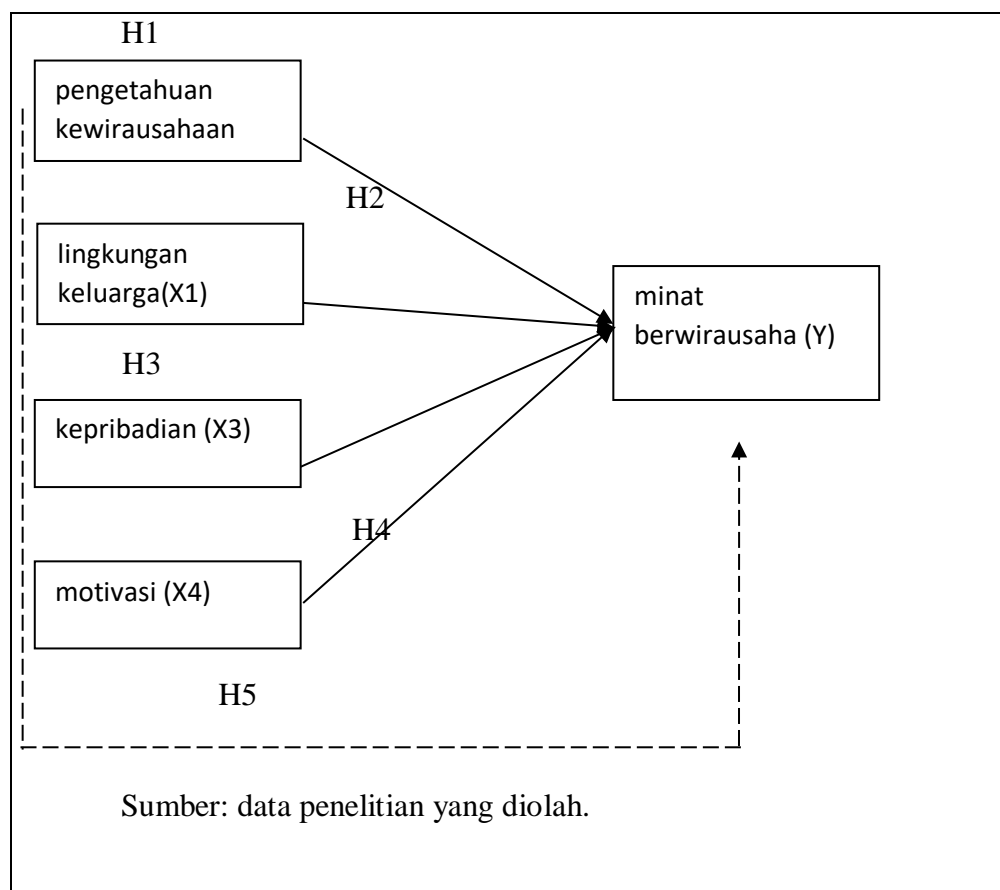 H1
pengetahuan
kewirausahaan
H2
lingkungan
keluarga(X1)
minat
berwirausaha (Y)
H3
kepribadian (X3)
H4
motivasi (X4)
H5
Sumber: data penelitian yang diolah.